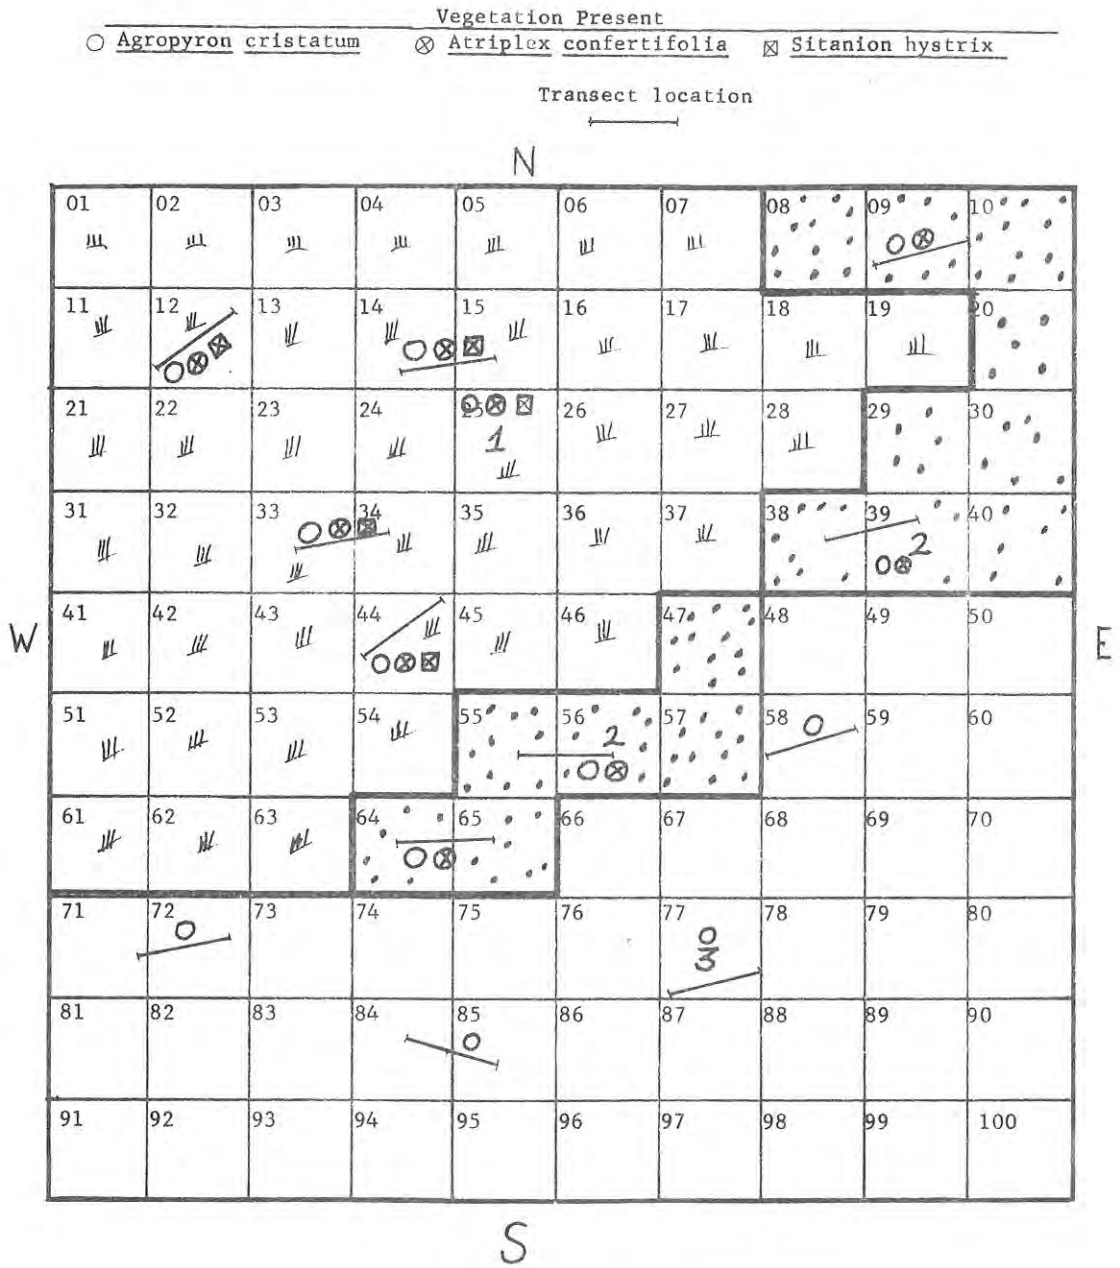 Vegetation Present
Agropyron cristatum Atriplex confertifolia Sitanion hystrix
Transect location
N
01 02 03 04 05 06 07 08 09 10
11 12 13 14 15 16 17 18 19 20
21 22 23 24 25 26 27 28 29 30
1
31 32 33 34 35 36 37 38 39 40
2
W 41 42 43 44 45 46 47 48 49 50 E
51 52 53 54 55 56 57 58 59 60
2
61 62 63 64 65 66 67 68 69 70
71 72 73 74 75 76 77 78 79 80
3
81 82 83 84 85 86 87 88 89 90
91 92 93 94 95 96 97 98 99 100
S